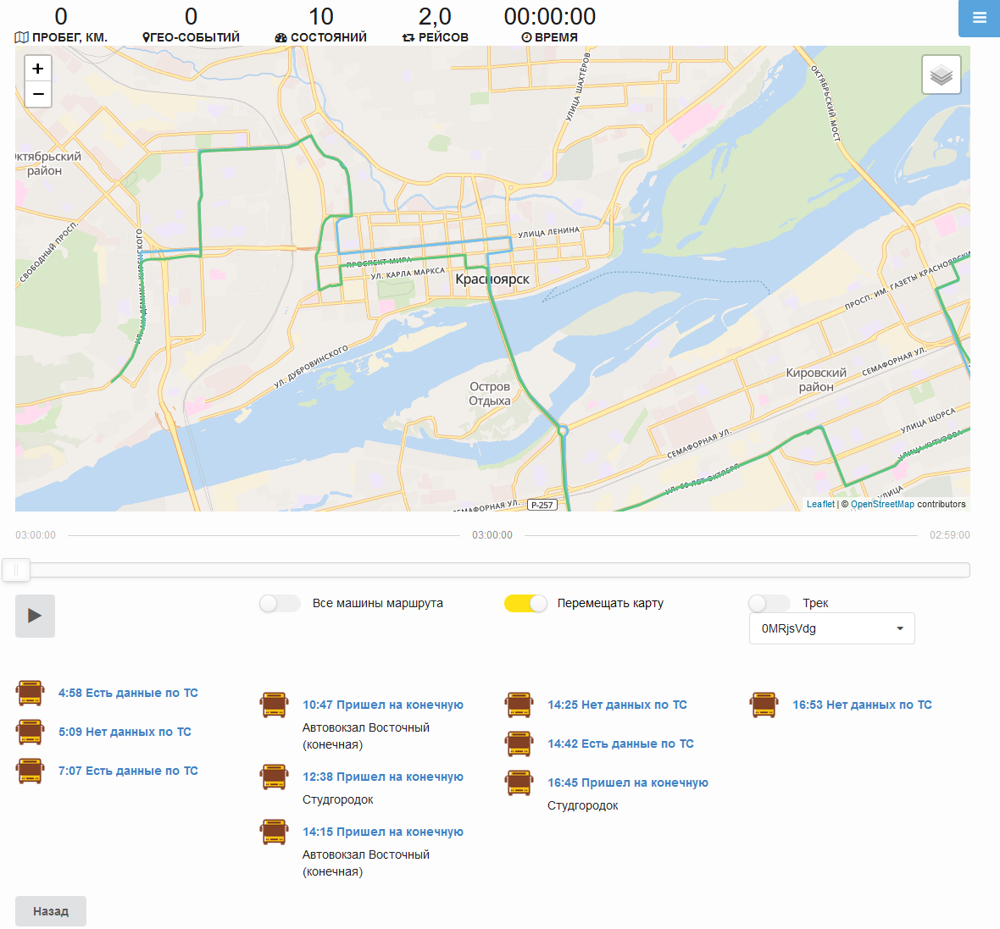 0
ПРОБЕГ, КМ.
0
ГЕО-СОБЫТИЙ
10
СОСТОЯНИЙ
2,0
РЕЙСОВ
00:00:00
ВРЕМЯ
+
−
УЛИЦА ШАХТЁРОВ
ОКТЯБРЬСКИЙ МОСТ
Октябрьский
район
СВОБОДНЫЙ ПРОСП.
УЛ. АКАДЕМИКА КИРЕНСКОГО
УЛИЦА ЛЕНИНА
ПРОСПЕКТ МИРА
УЛ. КАРЛА МАРКСА
Красноярск
ПРОСП. ИМ. ГАЗЕТЫ КРАСНОЯРСКИЙ
УЛ. ДУБРОВИНСКОГО
СЕМАФОРНАЯ УЛ.
Кировский
район
Остров
Отдыха
УЛИЦА ЩОРСА
СЕМАФОРНАЯ УЛ.
УЛИЦА КУТУЗОВА
УЛ. 60 ЛЕТ ОКТЯБРЯ
УЛИЦА
СЕМАФОРНАЯ УЛ.
Р-257
Leaflet | © OpenStreetMap contributors
03:00:00
03:00:00
02:59:00
Все машины маршрута
Перемещать карту
Трек
0MRjsVdg
4:58 Есть данные по ТС
5:09 Нет данных по ТС
7:07 Есть данные по ТС
10:47 Пришел на конечную
Автовокзал Восточный
(конечная)
12:38 Пришел на конечную
Студгородок
14:15 Пришел на конечную
Автовокзал Восточный
(конечная)
14:25 Нет данных по ТС
14:42 Есть данные по ТС
16:45 Пришел на конечную
Студгородок
16:53 Нет данных по ТС
Назад